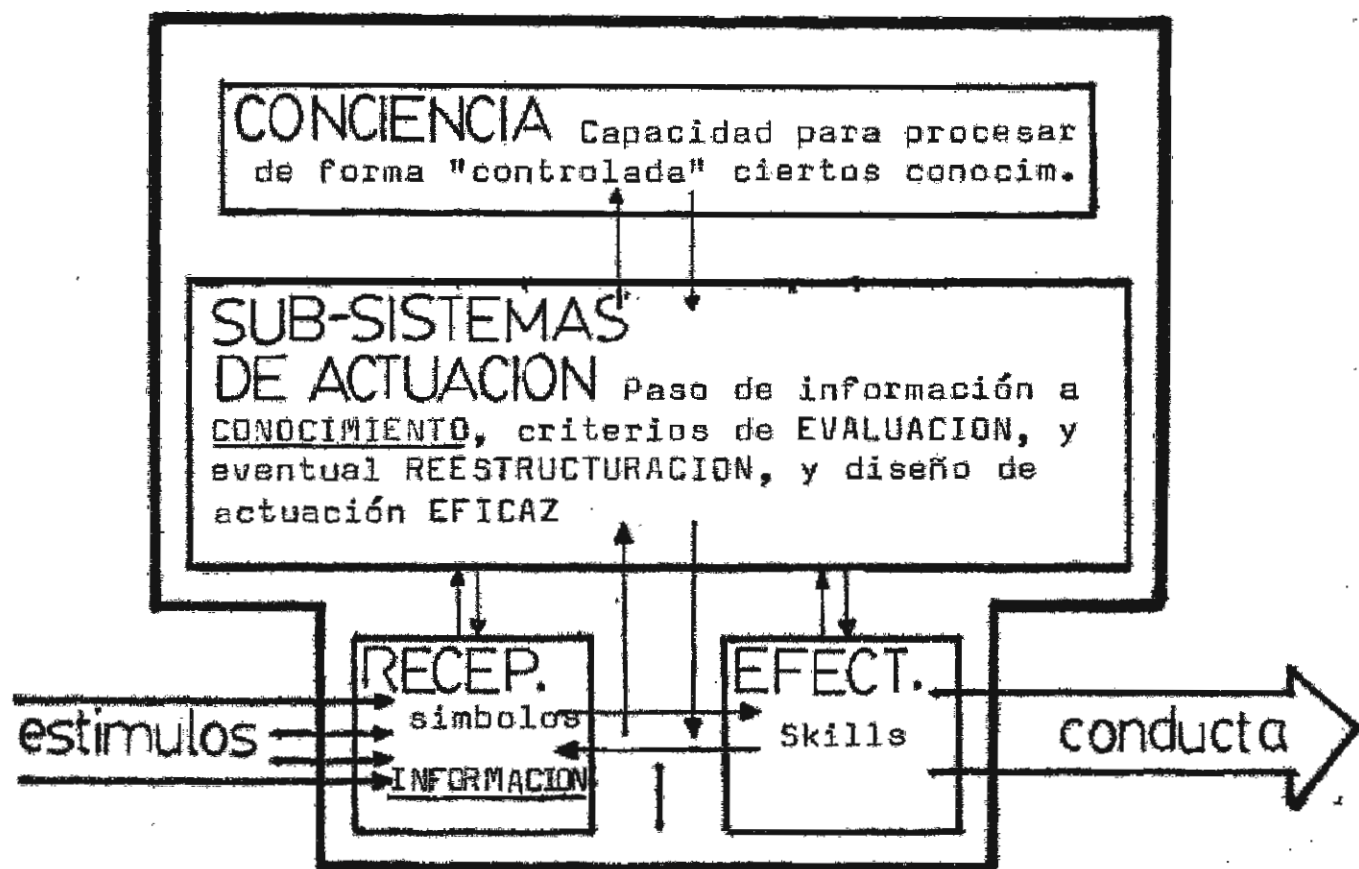 CONCIENCIA Capacidad para procesar
de forma "controlada" ciertos conocim.
SUB-SISTEMAS
DE ACTUACION Paso de información a
CONOCIMIENTO, criterios de EVALUACION, y
eventual REESTRUCTURACION, y diseño de
actuación EFICAZ
RECEP.
símbolos
INFORMACION
EFECT.
Skills
estimulos
conducta